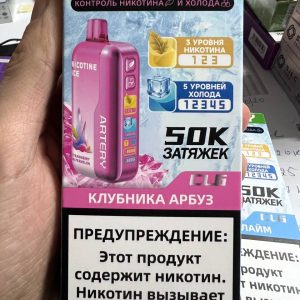 КОНТРОЛЬ НИКОТИНА И ХОЛОДА
NICOTINE
ICE
ARTERY
3 УРОВНЯ
НИКОТИНА
1 2 3
5 УРОВНЕЙ
ХОЛОДА
1 2 3 4 5
50K
ЗАТЯЖЕК
КЛУБНИКА АРБУЗ
ПРЕДУПРЕЖДЕНИЕ:
Этот продукт
содержит никотин.
Никотин вызывает
ЛАЙМ